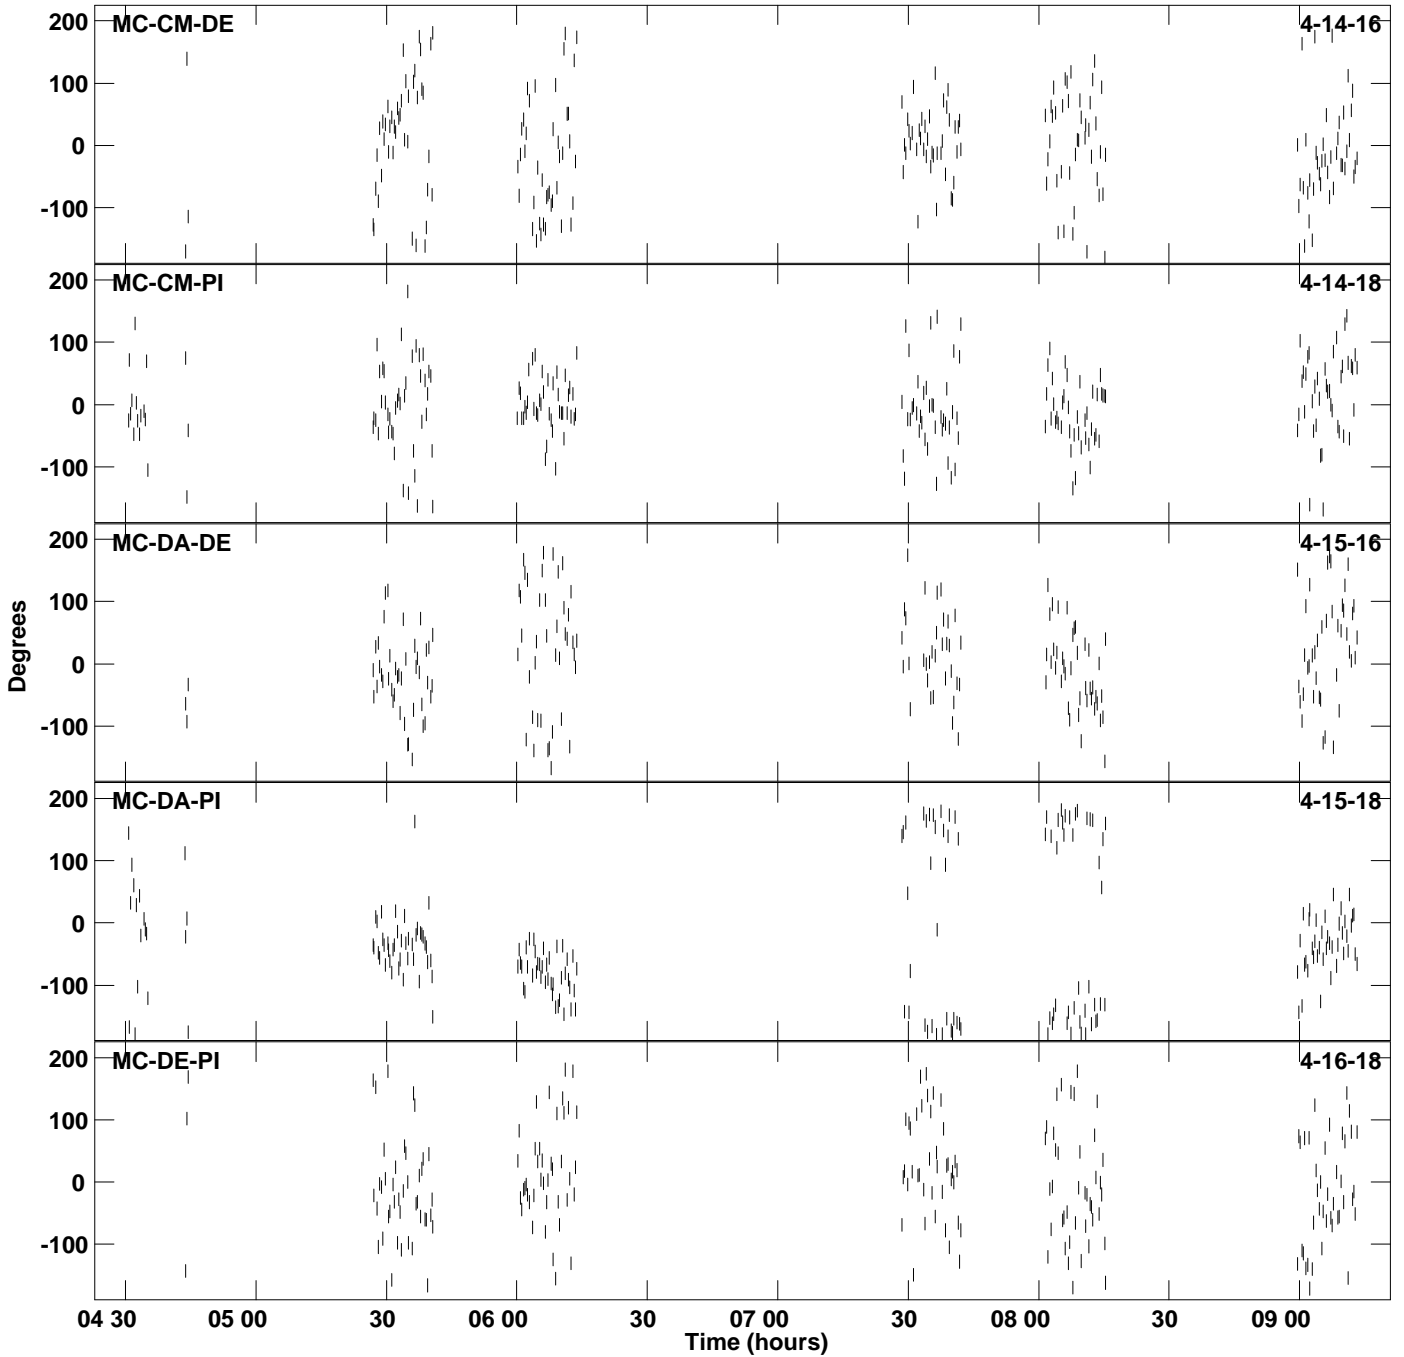 MC-CM-DE 4-14-16
200
100
0
-100
MC-CM-PI 4-14-18
200
100
0
-100
MC-DA-DE 4-15-16
200
100
0
-100
Degrees
MC-DA-PI 4-15-18
200
100
0
-100
MC-DE-PI 4-16-18
200
100
0
-100
04 30 05 00 30 06 00 30 07 00 30 08 00 30 09 00
Time (hours)